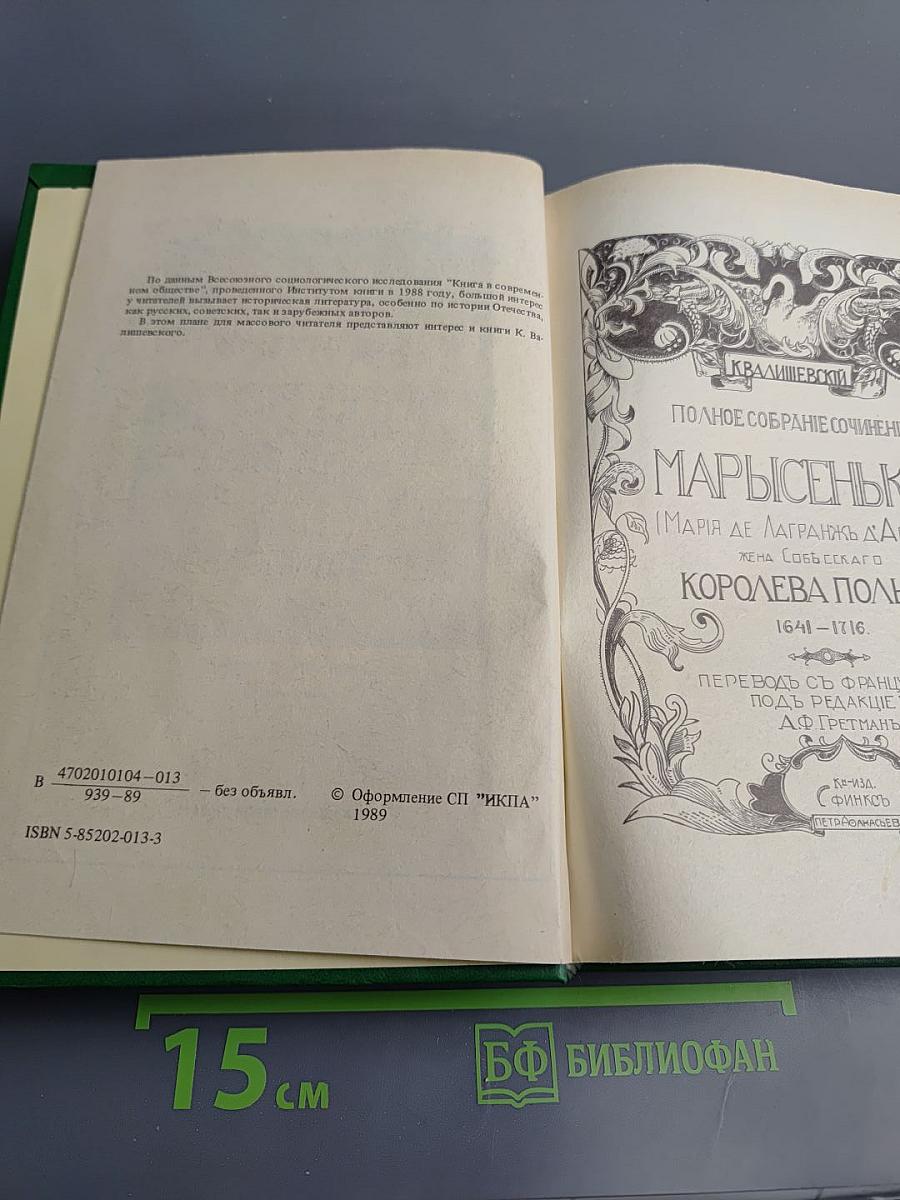 По данным Всесоюзного социологического исследования "Книга в современ-
ном обществе", проведенного Институтом книги в 1988 году, большой интерес
у читателей вызывает историческая литература, особенно по истории Отечества,
как русских, советских, так и зарубежных авторов.
В этом плане для массового читателя представляют интерес и книги К. Ва-
лишевского.
В 4702010104—013
939—89
— без объявл.
© Оформление СП "ИКПА"
1989
ISBN 5-85202-013-3
К.ВАЛИШЕВСКІЙ
ПОЛНОЕ СОБРАНІЕ СОЧИНЕНІ
МАРЫСЕНЬК
(МАРІЯ ДЕ ЛАГРАНЖЪ Д'А
ЖЕНА СОБѢССКАГО
КОРОЛЕВА ПОЛЬ
1641—1716.
ПЕРЕВОДЪ СЪ ФРАНЦУ
ПОДЪ РЕДАКЦІЕ
А.Ф.ГРЕТМАНЪ
КН-ИЗД.
СФИНКСЪ
ПЕТРЪ АФАНАСЬЕВ
15 см
БФ БИБЛИОФАН